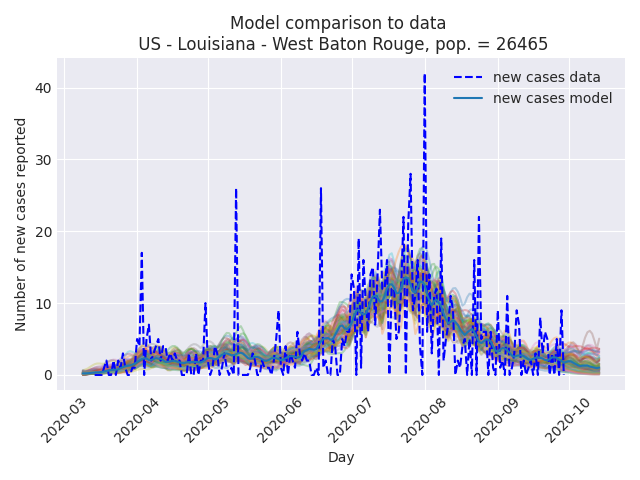 Model comparison to data
US - Louisiana - West Baton Rouge, pop. = 26465
new cases data
new cases model
Number of new cases reported
40
30
20
10
0
2020-03
2020-04
2020-05
2020-06
2020-07
2020-08
2020-09
2020-10
Day